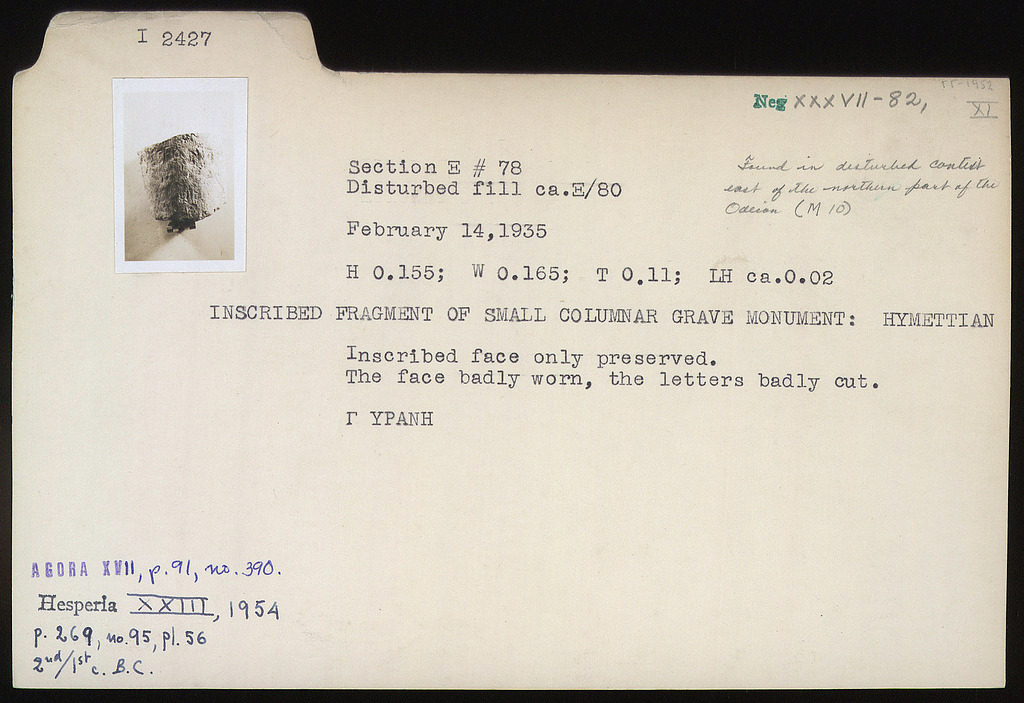 I 2427
Neg XXXVII-82,
XI
Section E # 78
Disturbed fill ca.E/80
Found in disturbed context
east of the northern part of the
Odeion (M 10)
February 14,1935
H 0.155; W 0.165; T 0.11; LH ca.0.02
INSCRIBED FRAGMENT OF SMALL COLUMNAR GRAVE MONUMENT: HYMETTIAN
Inscribed face only preserved.
The face badly worn, the letters badly cut.
Γ ΥΡΑΝΗ
AGORA XVII, p.91, no.390.
Hesperia XXIII, 1954
p. 269, no.95, pl.56
2nd/1st c. B.C.